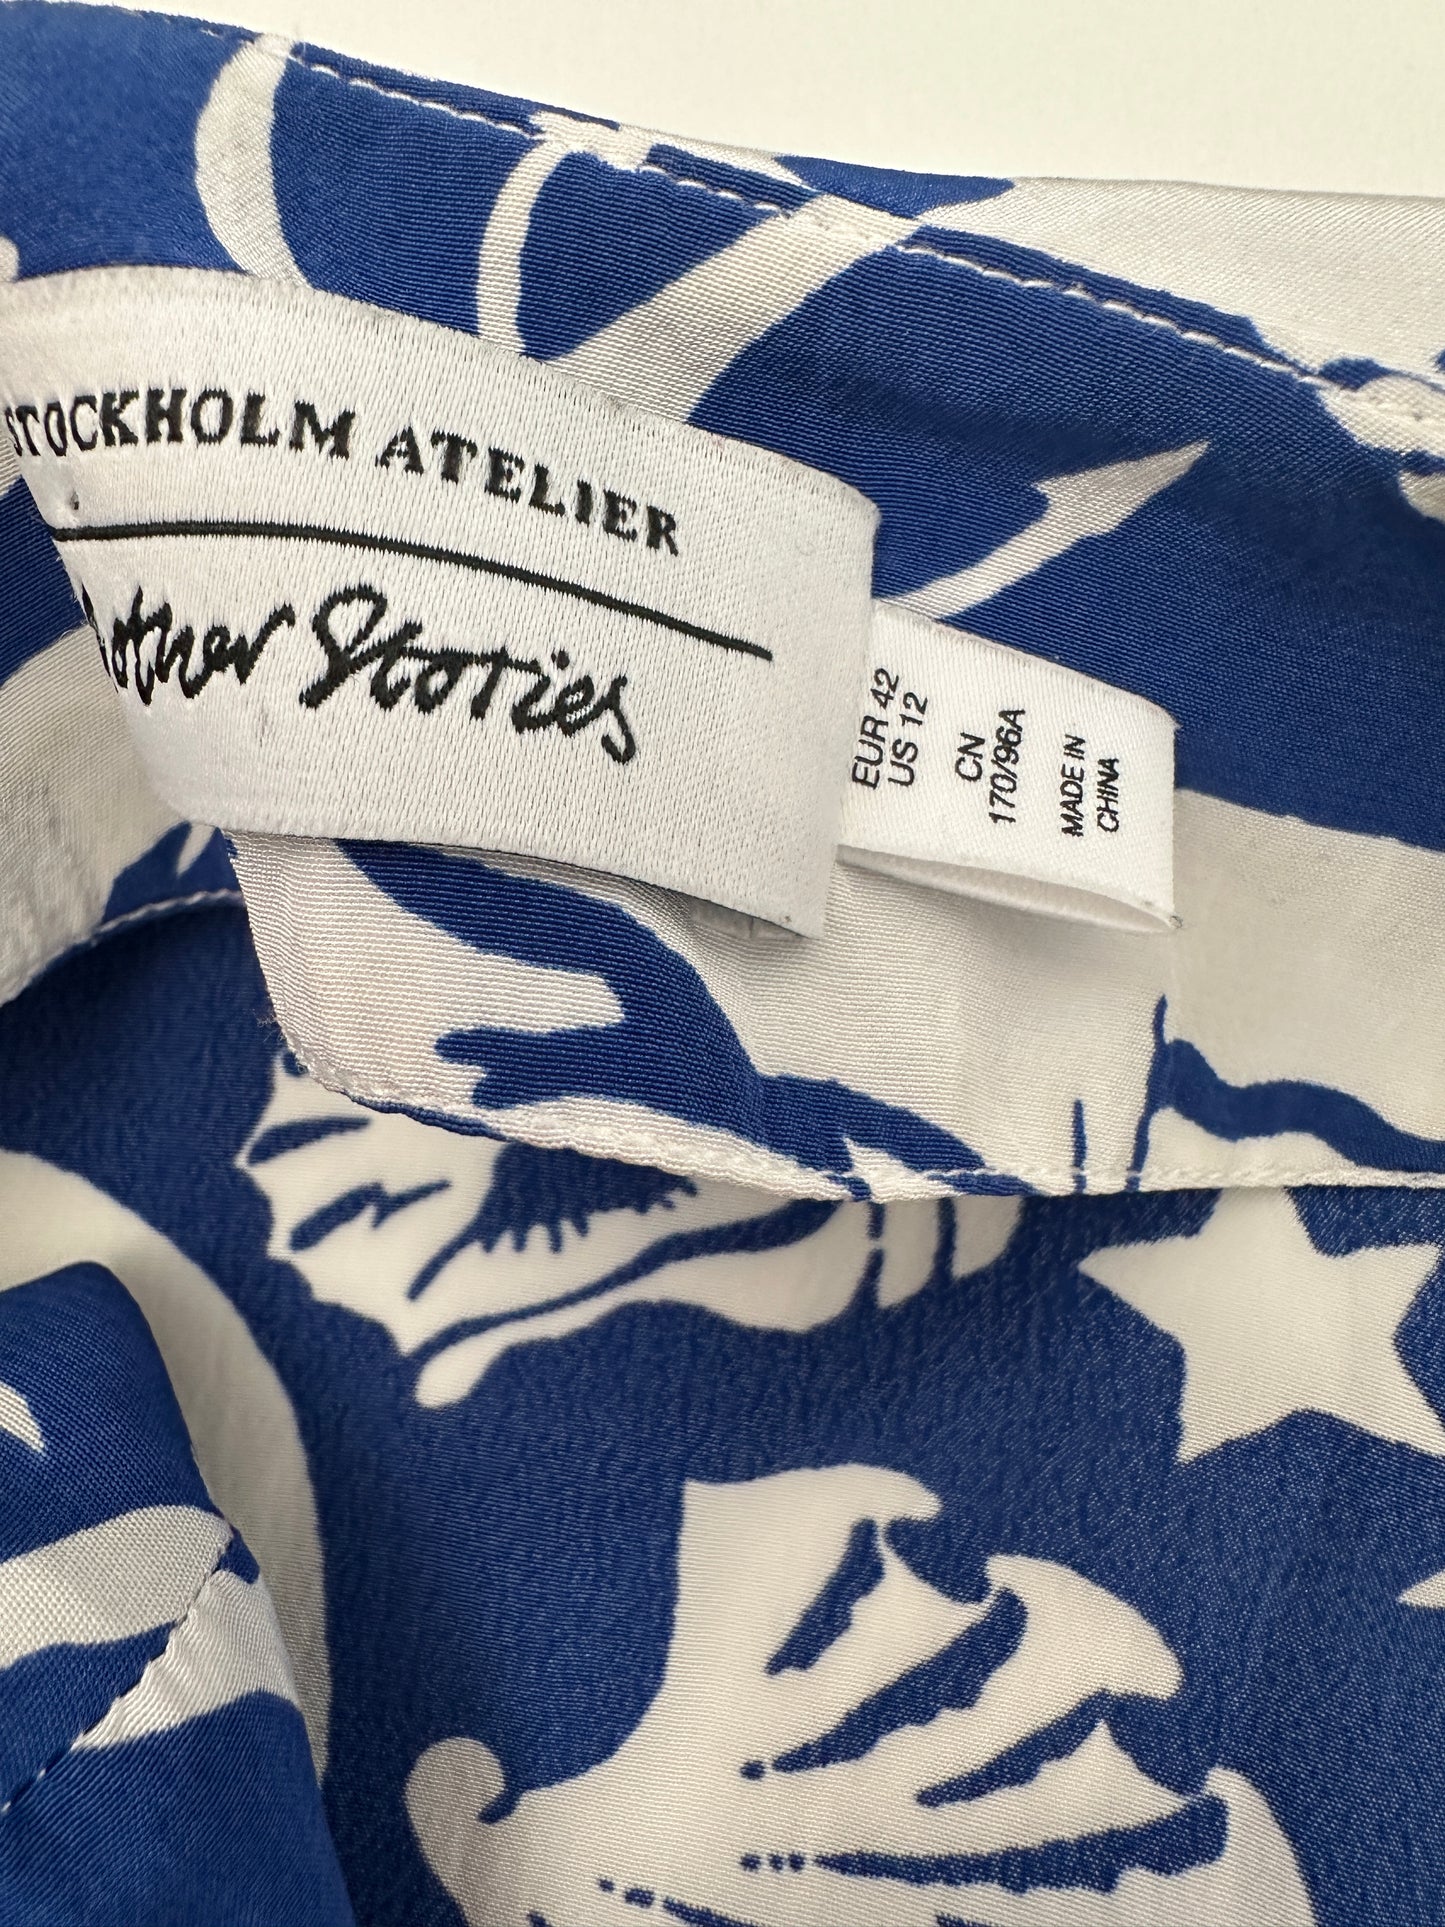 STOCKHOLM ATELIER
& other Stories
EUR 42
US 12
CN
170/96A
MADE IN
CHINA